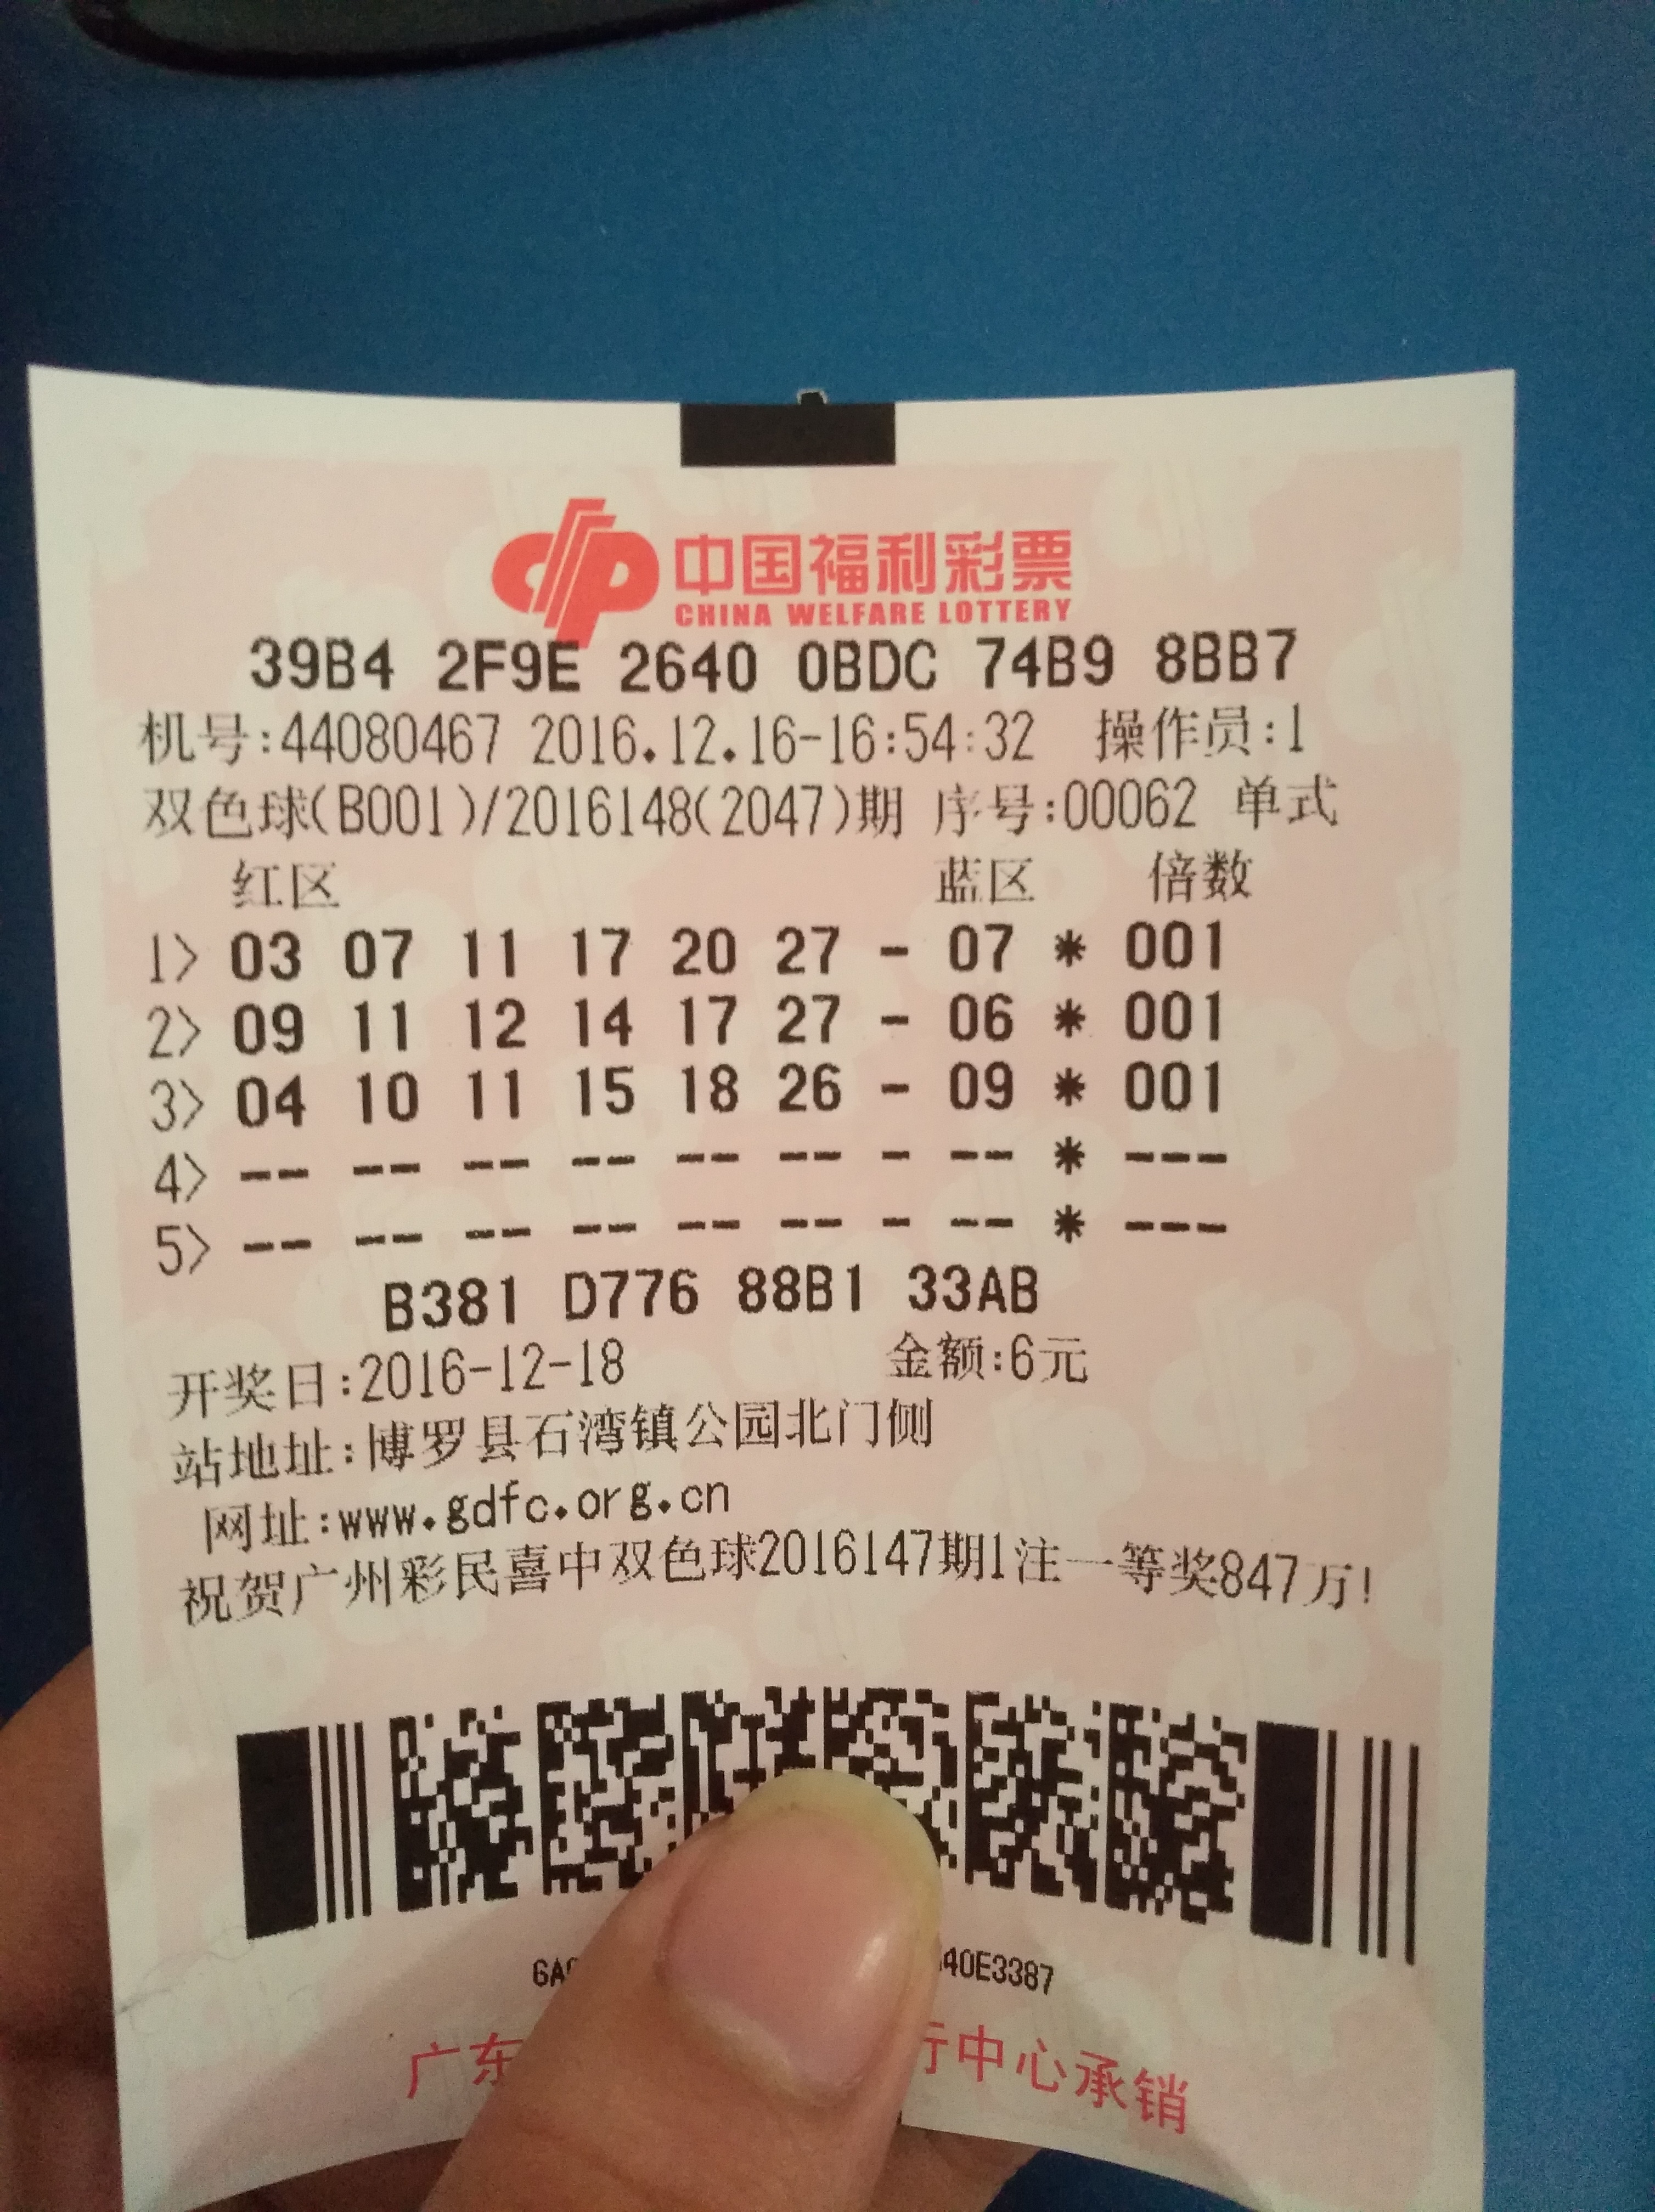 中国福利彩票
CHINA WELFARE LOTTERY
39B4 2F9E 2640 0BDC 74B9 8BB7
机号:44080467 2016.12.16-16:54:32 操作员:1
双色球(B001)/2016148(2047)期 序号:00062 单式
红区 蓝区 倍数
1> 03 07 11 17 20 27 - 07 * 001
2> 09 11 12 14 17 27 - 06 * 001
3> 04 10 11 15 18 26 - 09 * 001
4> -- -- -- -- -- -- - -- * ---
5> -- -- -- -- -- -- - -- * ---
B381 D776 88B1 33AB
开奖日:2016-12-18 金额:6元
站地址:博罗县石湾镇公园北门侧
网址:www.gdfc.org.cn
祝贺广州彩民喜中双色球2016147期1注一等奖847万!
40E3387
广东 行中心承销